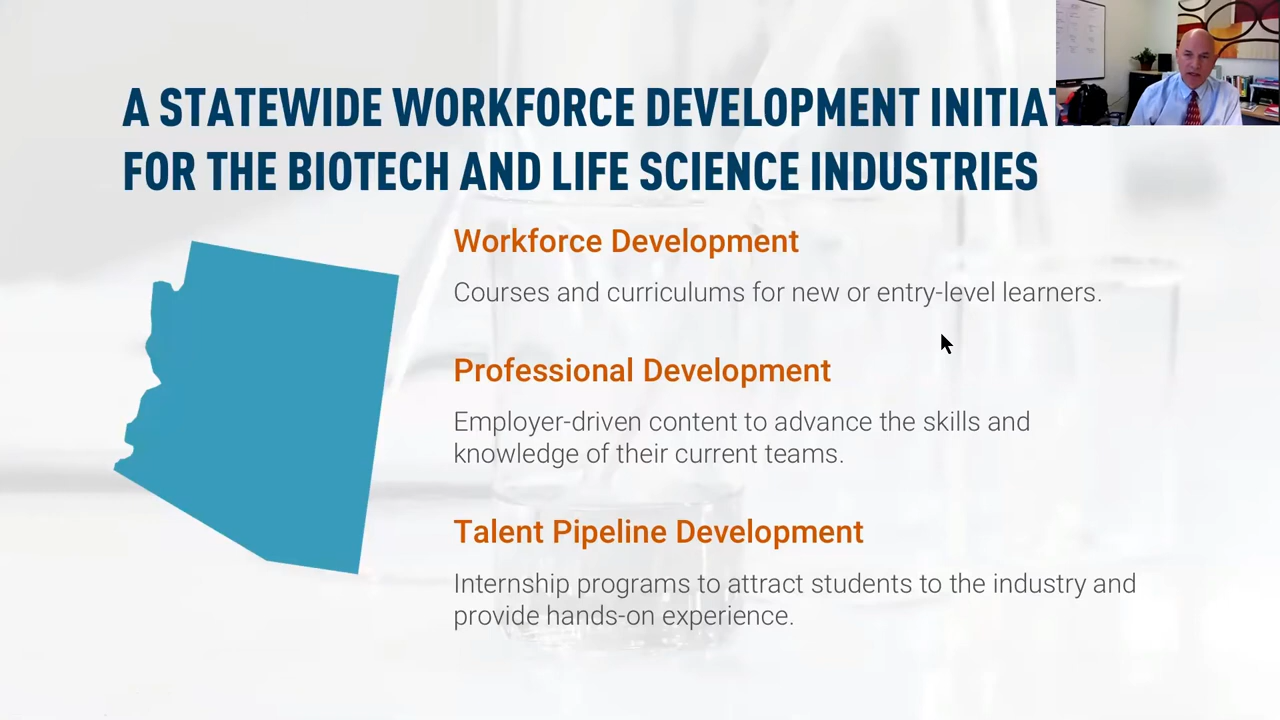 A STATEWIDE WORKFORCE DEVELOPMENT
FOR THE BIOTECH AND LIFE SCIENCE INDUSTRIES
Workforce Development
Courses and curriculums for new or entry-level learners.
Professional Development
Employer-driven content to advance the skills and
knowledge of their current teams.
Talent Pipeline Development
Internship programs to attract students to the industry and
provide hands-on experience.